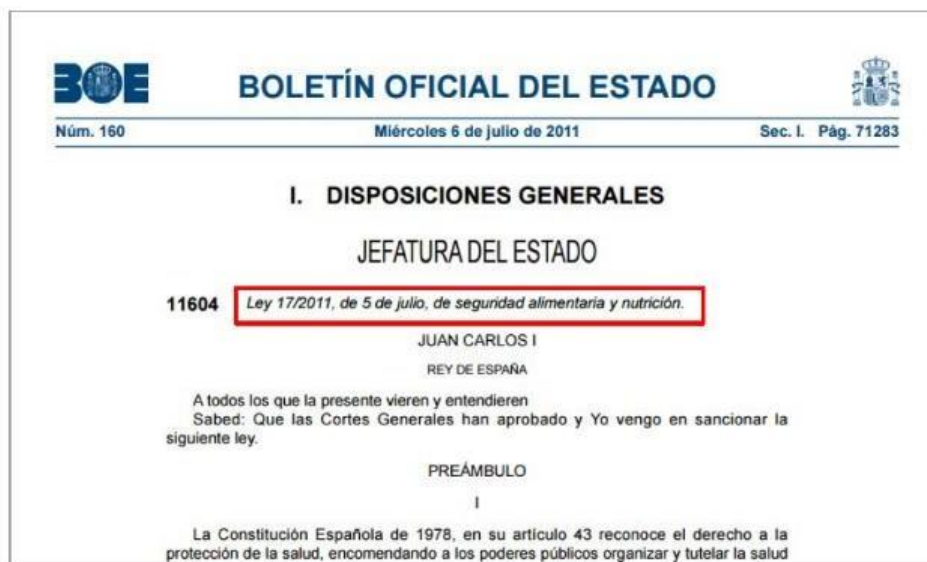 BOE
BOLETÍN OFICIAL DEL ESTADO
Núm. 160 Miércoles 6 de julio de 2011 Sec. I. Pág. 71283
I. DISPOSICIONES GENERALES
JEFATURA DEL ESTADO
11604 Ley 17/2011, de 5 de julio, de seguridad alimentaria y nutrición.
JUAN CARLOS I
REY DE ESPAÑA
A todos los que la presente vieren y entendieren
Sabed: Que las Cortes Generales han aprobado y Yo vengo en sancionar la
siguiente ley.
PREÁMBULO
I
La Constitución Española de 1978, en su artículo 43 reconoce el derecho a la
protección de la salud, encomendando a los poderes públicos organizar y tutelar la salud